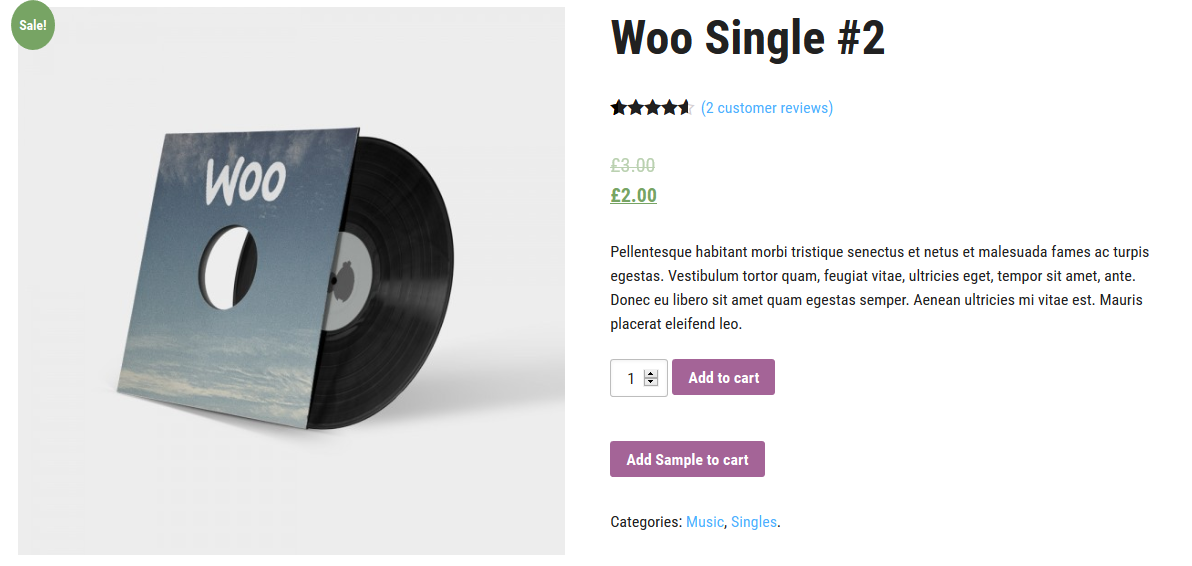 Sale!
WOO
Woo Single #2
(2 customer reviews)
£3.00
£2.00
Pellentesque habitant morbi tristique senectus et netus et malesuada fames ac turpis
egestas. Vestibulum tortor quam, feugiat vitae, ultricies eget, tempor sit amet, ante.
Donec eu libero sit amet quam egestas semper. Aenean ultricies mi vitae est. Mauris
placerat eleifend leo.
1 Add to cart
Add Sample to cart
Categories: Music, Singles.